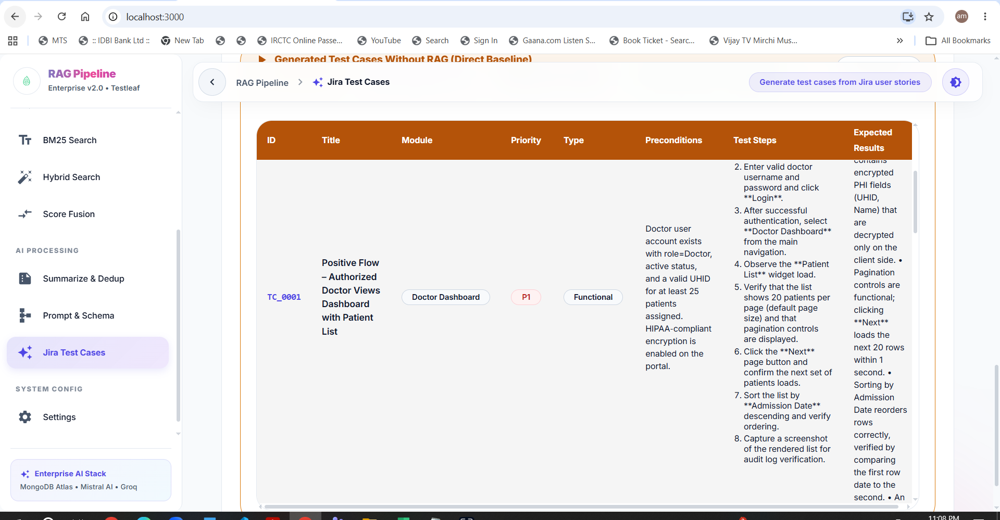 localhost:3000
am
MTS
:: IDBI Bank Ltd ::
New Tab
IRCTC Online Passe...
YouTube
Search
Sign In
Gaana.com Listen S...
Book Ticket - Searc...
Vijay TV Mirchi Mus...
»
All Bookmarks
RAG Pipeline
Enterprise v2.0 • Testleaf
BM25 Search
Hybrid Search
Score Fusion
AI PROCESSING
Summarize & Dedup
Prompt & Schema
Jira Test Cases
SYSTEM CONFIG
Settings
Enterprise AI Stack
MongoDB Atlas • Mistral AI • Groq
Generated Test Cases Without RAG (Direct Baseline)
RAG Pipeline
Jira Test Cases
Generate test cases from Jira user stories
ID
Title
Module
Priority
Type
Preconditions
Test Steps
Expected
Results
TC_0001
Positive Flow
– Authorized
Doctor Views
Dashboard
with Patient
List
Doctor Dashboard
P1
Functional
Doctor user
account exists
with role=Doctor,
active status,
and a valid UHID
for at least 25
patients
assigned.
HIPAA-compliant
encryption is
enabled on the
portal.
2. Enter valid doctor
username and
password and click
**Login**.
3. After successful
authentication, select
**Doctor Dashboard**
from the main
navigation.
4. Observe the **Patient
List** widget load.
5. Verify that the list
shows 20 patients per
page (default page
size) and that
pagination controls
are displayed.
6. Click the **Next**
page button and
confirm the next set of
patients loads.
7. Sort the list by
**Admission Date**
descending and verify
ordering.
8. Capture a screenshot
of the rendered list for
audit log verification.
contains
encrypted
PHI fields
(UHID,
Name) that
are
decrypted
only on the
client side. •
Pagination
controls are
functional;
clicking
**Next**
loads the
next 20 rows
within 1
second. •
Sorting by
Admission
Date reorders
rows
correctly,
verified by
comparing
the first row
date to the
second. • An
11:08 PM